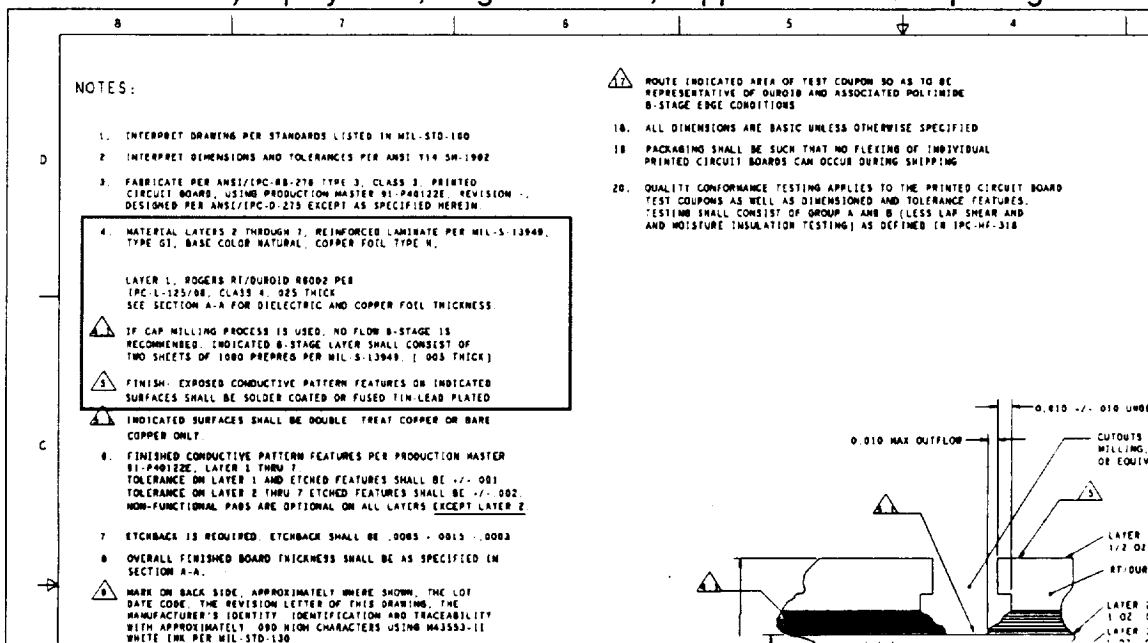 8 7 6 5 4
NOTES:
1. INTERPRET DRAWING PER STANDARDS LISTED IN MIL-STD-100
2 INTERPRET DIMENSIONS AND TOLERANCES PER ANSI Y14 5M-1982
3. FABRICATE PER ANSI/IPC-RB-276 TYPE 3, CLASS 3, PRINTED
CIRCUIT BOARD, USING PRODUCTION MASTER 91-P40122E, REVISION -,
DESIGNED PER ANSI/IPC-D-275 EXCEPT AS SPECIFIED HEREIN.
4. MATERIAL LAYERS 2 THROUGH 7, REINFORCED LAMINATE PER MIL-S-13949,
TYPE GI, BASE COLOR NATURAL, COPPER FOIL TYPE H,
LAYER 1, ROGERS RT/DUROID R6002 PER
IPC-L-125/08, CLASS 4, 025 THICK
SEE SECTION A-A FOR DIELECTRIC AND COPPER FOIL THICKNESS.
IF CAP MILLING PROCESS IS USED, NO FLOW B-STAGE IS
RECOMMENDED. INDICATED B-STAGE LAYER SHALL CONSIST OF
TWO SHEETS OF 1080 PREPREG PER MIL-S-13949, [ 003 THICK]
5 FINISH- EXPOSED CONDUCTIVE PATTERN FEATURES ON INDICATED
SURFACES SHALL BE SOLDER COATED OR FUSED TIN-LEAD PLATED
INDICATED SURFACES SHALL BE DOUBLE TREAT COPPER OR BARE
COPPER ONLY.
6. FINISHED CONDUCTIVE PATTERN FEATURES PER PRODUCTION MASTER
91-P40122E, LAYER 1 THRU 7.
TOLERANCE ON LAYER 1 AND ETCHED FEATURES SHALL BE +/- 001
TOLERANCE ON LAYER 2 THRU 7 ETCHED FEATURES SHALL BE +/-.002.
NON-FUNCTIONAL PADS ARE OPTIONAL ON ALL LAYERS EXCEPT LAYER 2.
7 ETCHBACK IS REQUIRED. ETCHBACK SHALL BE .0005 + 0015 -.0003
8 OVERALL FINISHED BOARD THICKNESS SHALL BE AS SPECIFIED IN
SECTION A-A.
MARK ON BACK SIDE, APPROXIMATELY WHERE SHOWN, THE LOT
DATE CODE, THE REVISION LETTER OF THIS DRAWING, THE
MANUFACTURER'S IDENTITY IDENTIFICATION AND TRACEABILITY
WITH APPROXIMATELY 090 HIGH CHARACTERS USING
WHITE INK PER MIL-STD-130
17 ROUTE INDICATED AREA OF TEST COUPON SO AS TO BE
REPRESENTATIVE OF DUROID AND ASSOCIATED POLYIMIDE
B-STAGE EDGE CONDITIONS
18. ALL DIMENSIONS ARE BASIC UNLESS OTHERWISE SPECIFIED
19 PACKAGING SHALL BE SUCH THAT NO FLEXING OF INDIVIDUAL
PRINTED CIRCUIT BOARDS CAN OCCUR DURING SHIPPING
20. QUALITY CONFORMANCE TESTING APPLIES TO THE PRINTED CIRCUIT BOARD
TEST COUPONS AS WELL AS DIMENSIONED AND TOLERANCE FEATURES.
TESTING SHALL CONSIST OF GROUP A AND B (LESS LAP SHEAR AND
AND MOISTURE INSULATION TESTING) AS DEFINED IN IPC-HF-318
D
C
0.010 +/- 010
0.010 MAX OUTFLOW
CUTOUTS
MILLING,
OR
5
LAYER
1/2 OZ
LAYER
1 OZ
LAYER